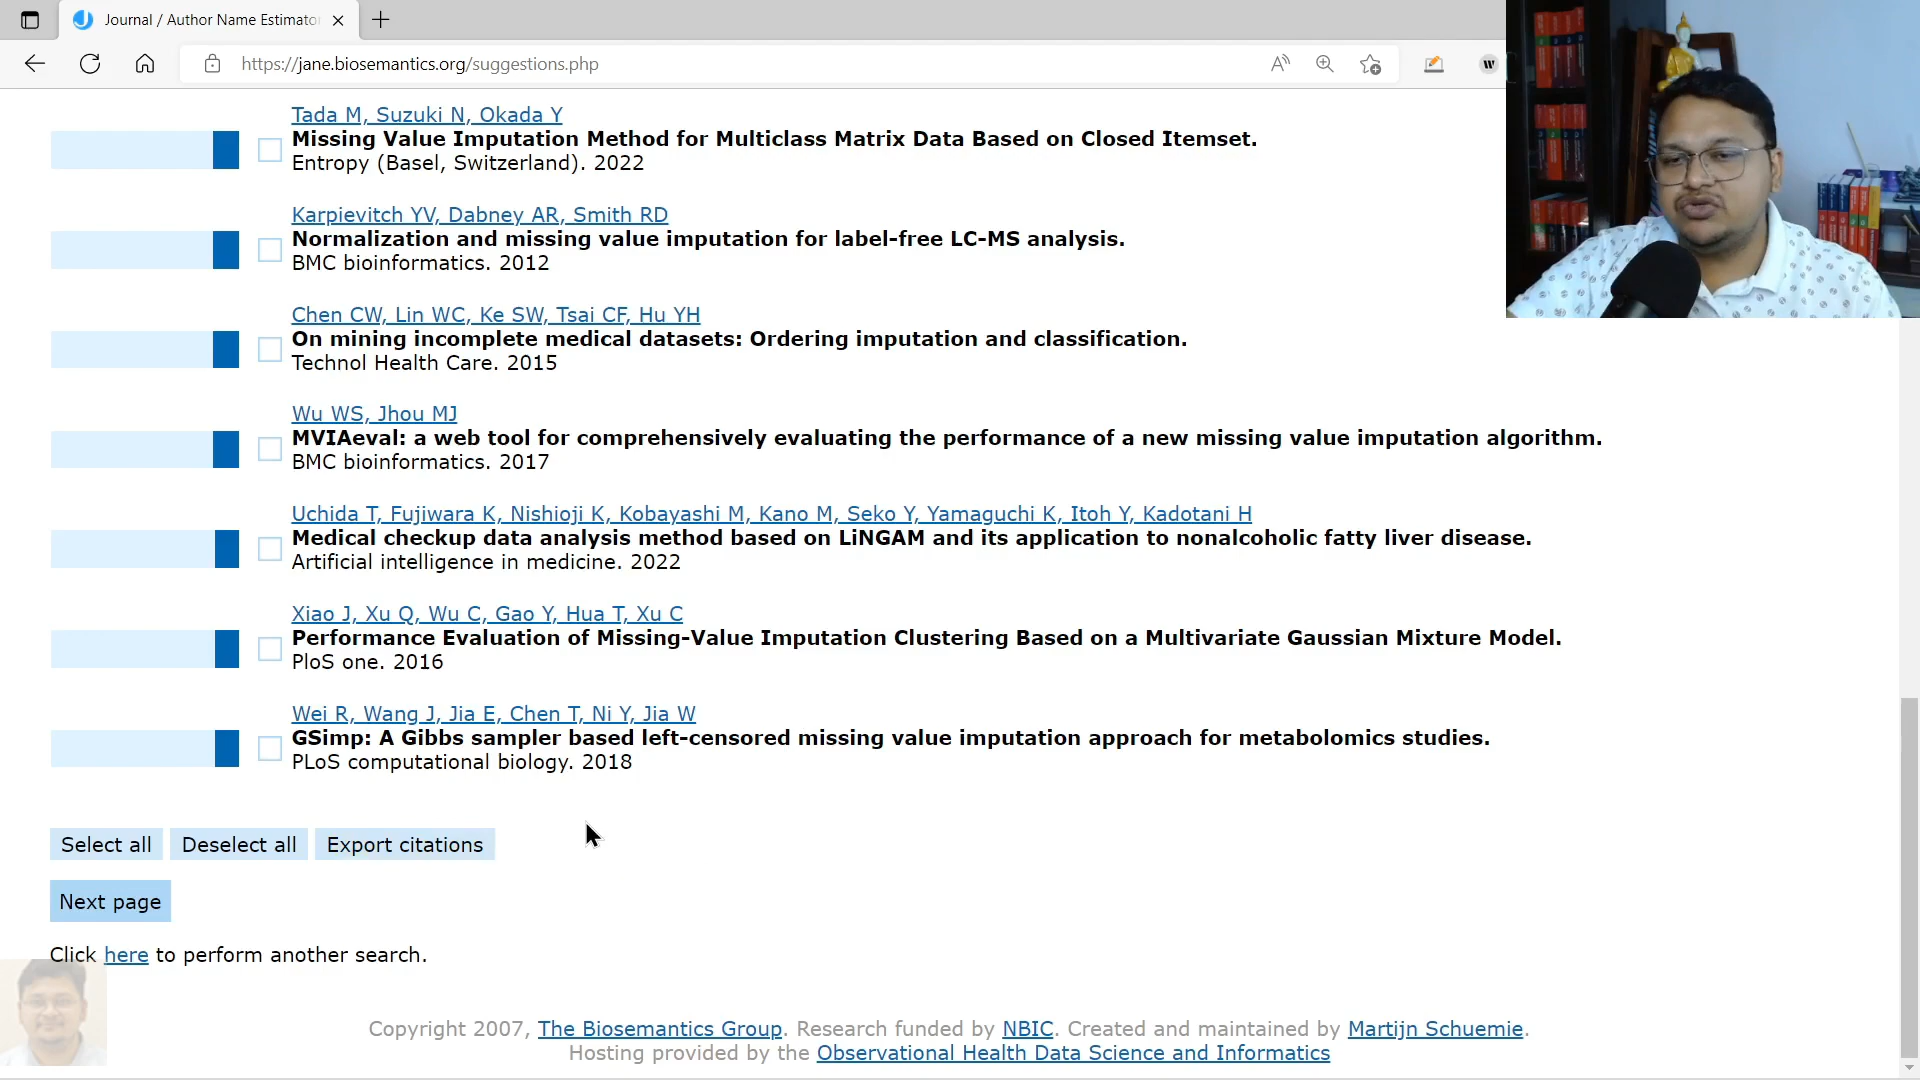 Journal / Author Name Estimato
https://jane.biosemantics.org/suggestions.php
Tada M, Suzuki N, Okada Y
Missing Value Imputation Method for Multiclass Matrix Data Based on Closed Itemset.
Entropy (Basel, Switzerland). 2022
Karpievitch YV, Dabney AR, Smith RD
Normalization and missing value imputation for label-free LC-MS analysis.
BMC bioinformatics. 2012
Chen CW, Lin WC, Ke SW, Tsai CF, Hu YH
On mining incomplete medical datasets: Ordering imputation and classification.
Technol Health Care. 2015
Wu WS, Jhou MJ
MVIAeval: a web tool for comprehensively evaluating the performance of a new missing value imputation algorithm.
BMC bioinformatics. 2017
Uchida T, Fujiwara K, Nishioji K, Kobayashi M, Kano M, Seko Y, Yamaguchi K, Itoh Y, Kadotani H
Medical checkup data analysis method based on LiNGAM and its application to nonalcoholic fatty liver disease.
Artificial intelligence in medicine. 2022
Xiao J, Xu Q, Wu C, Gao Y, Hua T, Xu C
Performance Evaluation of Missing-Value Imputation Clustering Based on a Multivariate Gaussian Mixture Model.
PloS one. 2016
Wei R, Wang J, Jia E, Chen T, Ni Y, Jia W
GSimp: A Gibbs sampler based left-censored missing value imputation approach for metabolomics studies.
PLoS computational biology. 2018
Select all Deselect all Export citations
Next page
Click here to perform another search.
Copyright 2007, The Biosemantics Group. Research funded by NBIC. Created and maintained by Martijn Schuemie.
Hosting provided by the Observational Health Data Science and Informatics